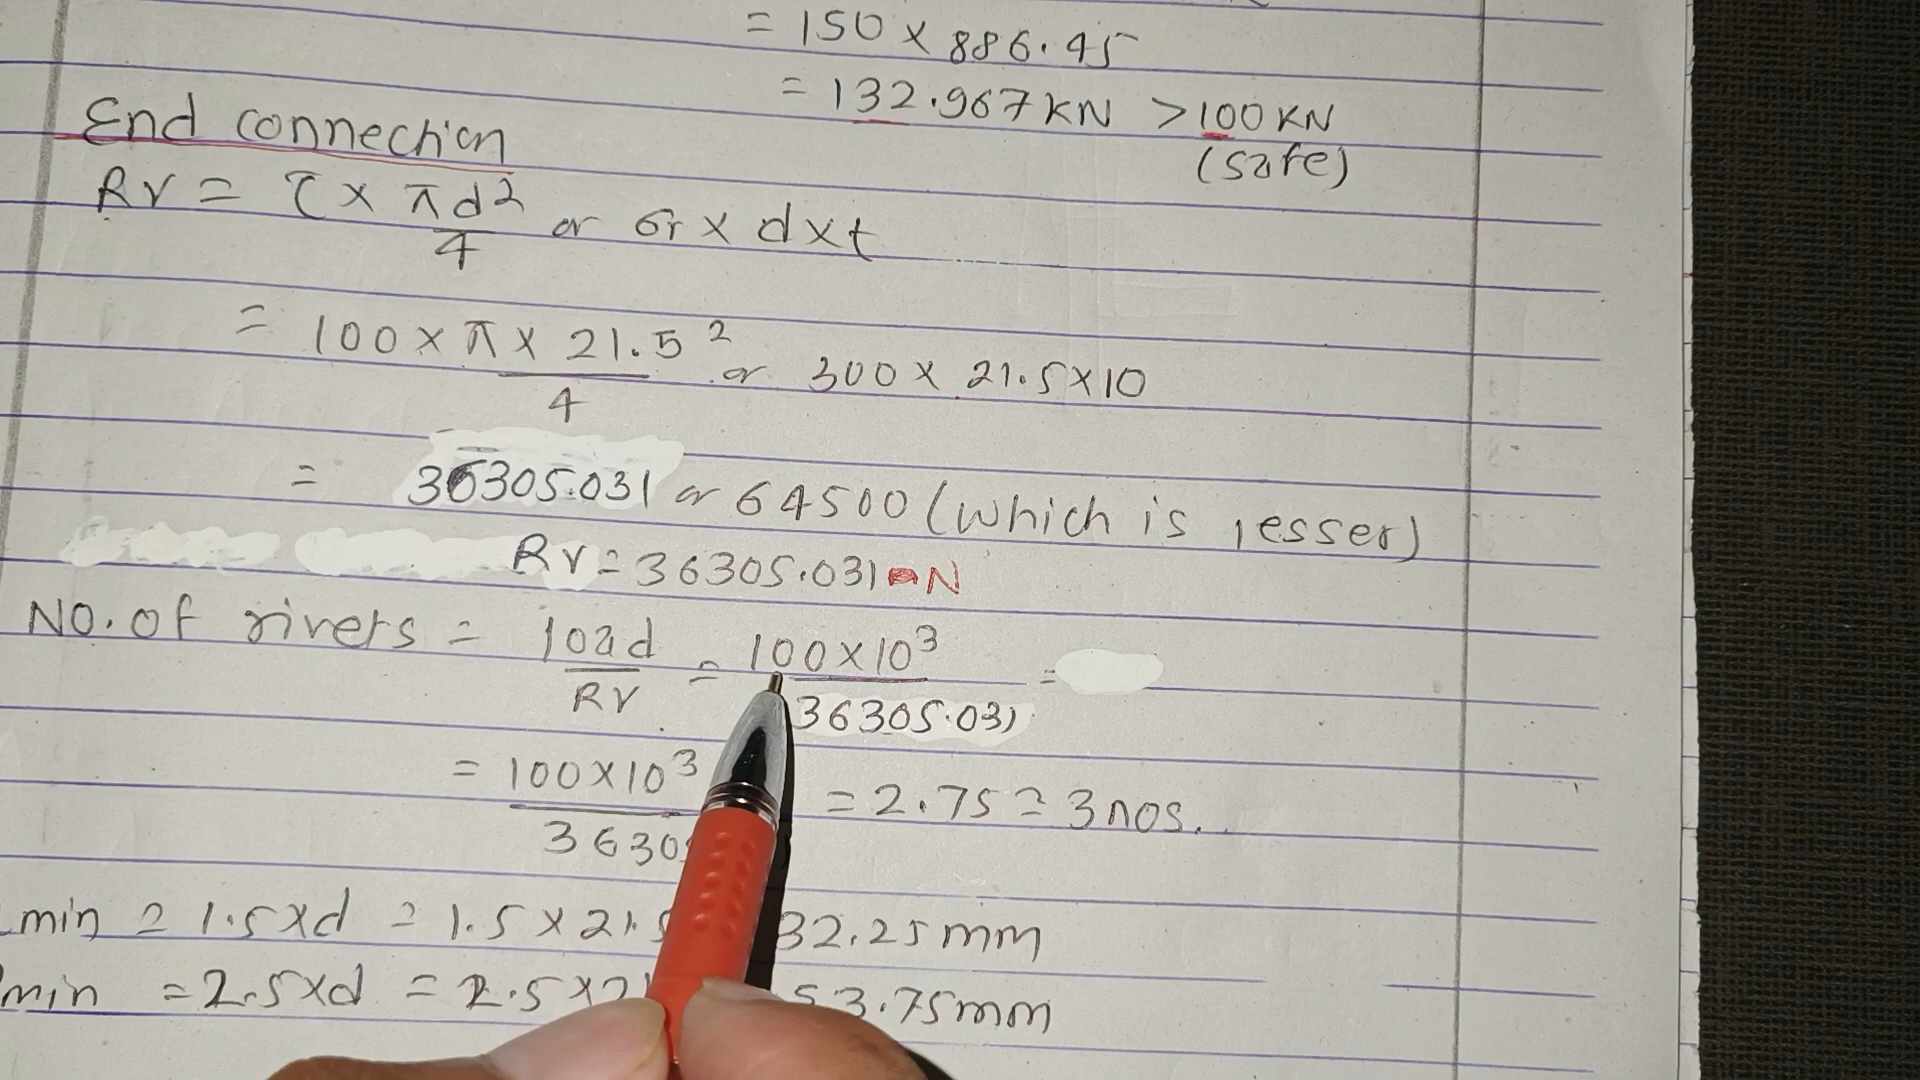 = 150 × 886.45
= 132.967 KN > 100 KN
(safe)
End connection
RV = τ × πd²/4 or σr × d×t
= 100 × π × 21.5²/4 or 300 × 21.5×10
= 36305.031 or 64500 (which is lesser)
RV = 36305.031 N
NO. of rivets = load/RV = 100×10³/36305.031 =
= 100×10³/3630 = 2.75 ≃ 3 nos.
min = 1.5×d = 1.5 × 21.5 32.25 mm
min = 2.5×d = 2.5×2 53.75mm